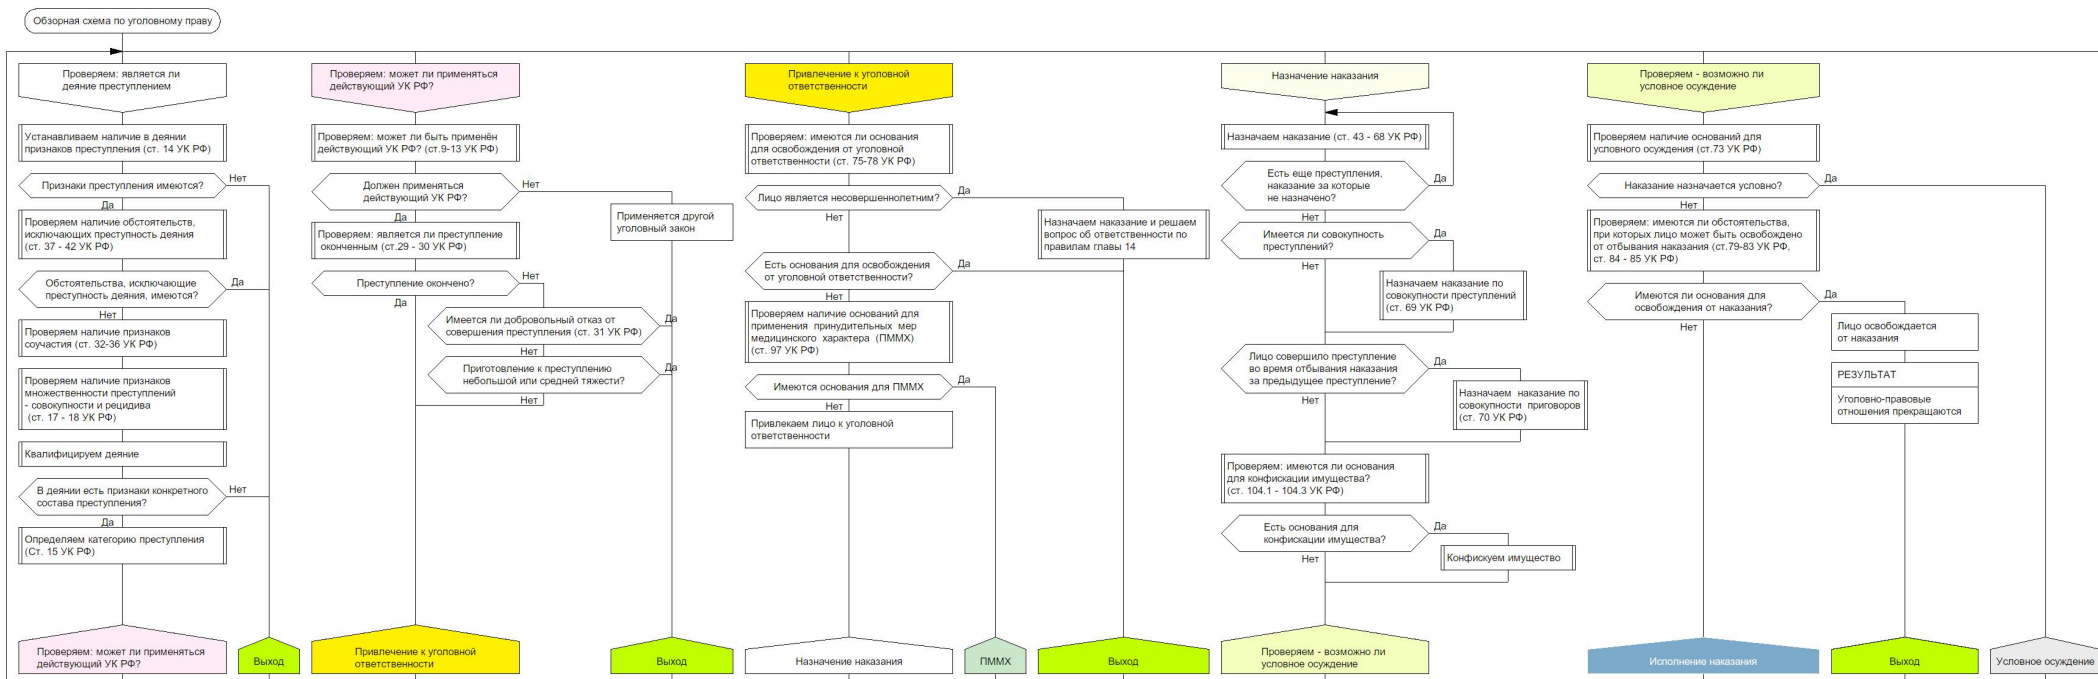 Обзорная схема по уголовному праву
Проверяем: является ли
деяние преступлением
Устанавливаем наличие в деянии
признаков преступления (ст. 14 УК РФ)
Признаки преступления имеются?
Нет
Да
Проверяем наличие обстоятельств,
исключающих преступность деяния
(ст. 37 - 42 УК РФ)
Обстоятельства, исключающие
преступность деяния, имеются?
Да
Нет
Проверяем наличие признаков
соучастия (ст. 32-36 УК РФ)
Проверяем наличие признаков
множественности преступлений
- совокупности и рецидива
(ст. 17 - 18 УК РФ)
Квалифицируем деяние
В деянии есть признаки конкретного
состава преступления?
Нет
Да
Определяем категорию преступления
(Ст. 15 УК РФ)
Проверяем: может ли применяться
действующий УК РФ?
Выход
Проверяем: может ли применяться
действующий УК РФ?
Проверяем: может ли быть применён
действующий УК РФ? (ст.9-13 УК РФ)
Должен применяться
действующий УК РФ?
Нет
Да
Применяется другой
уголовный закон
Проверяем: является ли преступление
оконченным (ст.29 - 30 УК РФ)
Преступление окончено?
Нет
Да
Имеется ли добровольный отказ от
совершения преступления (ст. 31 УК РФ)
Да
Нет
Приготовление к преступлению
небольшой или средней тяжести?
Да
Нет
Привлечение к уголовной
ответственности
Выход
Привлечение к уголовной
ответственности
Проверяем: имеются ли основания
для освобождения от уголовной
ответственности (ст. 75-78 УК РФ)
Лицо является несовершеннолетним?
Да
Нет
Назначаем наказание и решаем
вопрос об ответственности по
правилам главы 14
Есть основания для освобождения
от уголовной ответственности?
Да
Нет
Проверяем наличие оснований для
применения принудительных мер
медицинского характера (ПММХ)
(ст. 97 УК РФ)
Имеются основания для ПММХ
Да
Нет
Привлекаем лицо к уголовной
ответственности
Назначение наказания
ПММХ
Выход
Назначение наказания
Назначаем наказание (ст. 43 - 68 УК РФ)
Есть еще преступления,
наказание за которые
не назначено?
Да
Нет
Имеется ли совокупность
преступлений?
Да
Нет
Назначаем наказание по
совокупности преступлений
(ст. 69 УК РФ)
Лицо совершило преступление
во время отбывания наказания
за предыдущее преступление?
Да
Нет
Назначаем наказание по
совокупности приговоров
(ст. 70 УК РФ)
Проверяем: имеются ли основания
для конфискации имущества?
(ст. 104.1 - 104.3 УК РФ)
Есть основания для
конфискации имущества?
Да
Нет
Конфискуем имущество
Проверяем - возможно ли
условное осуждение
Проверяем - возможно ли
условное осуждение
Проверяем наличие оснований для
условного осуждения (ст.73 УК РФ)
Наказание назначается условно?
Да
Нет
Проверяем: имеются ли обстоятельства,
при которых лицо может быть освобождено
от отбывания наказания (ст.79-83 УК РФ,
ст. 84 - 85 УК РФ)
Имеются ли основания для
освобождения от наказания?
Да
Нет
Лицо освобождается
от наказания
РЕЗУЛЬТАТ
Уголовно-правовые
отношения прекращаются
Исполнение наказания
Выход
Условное осуждение